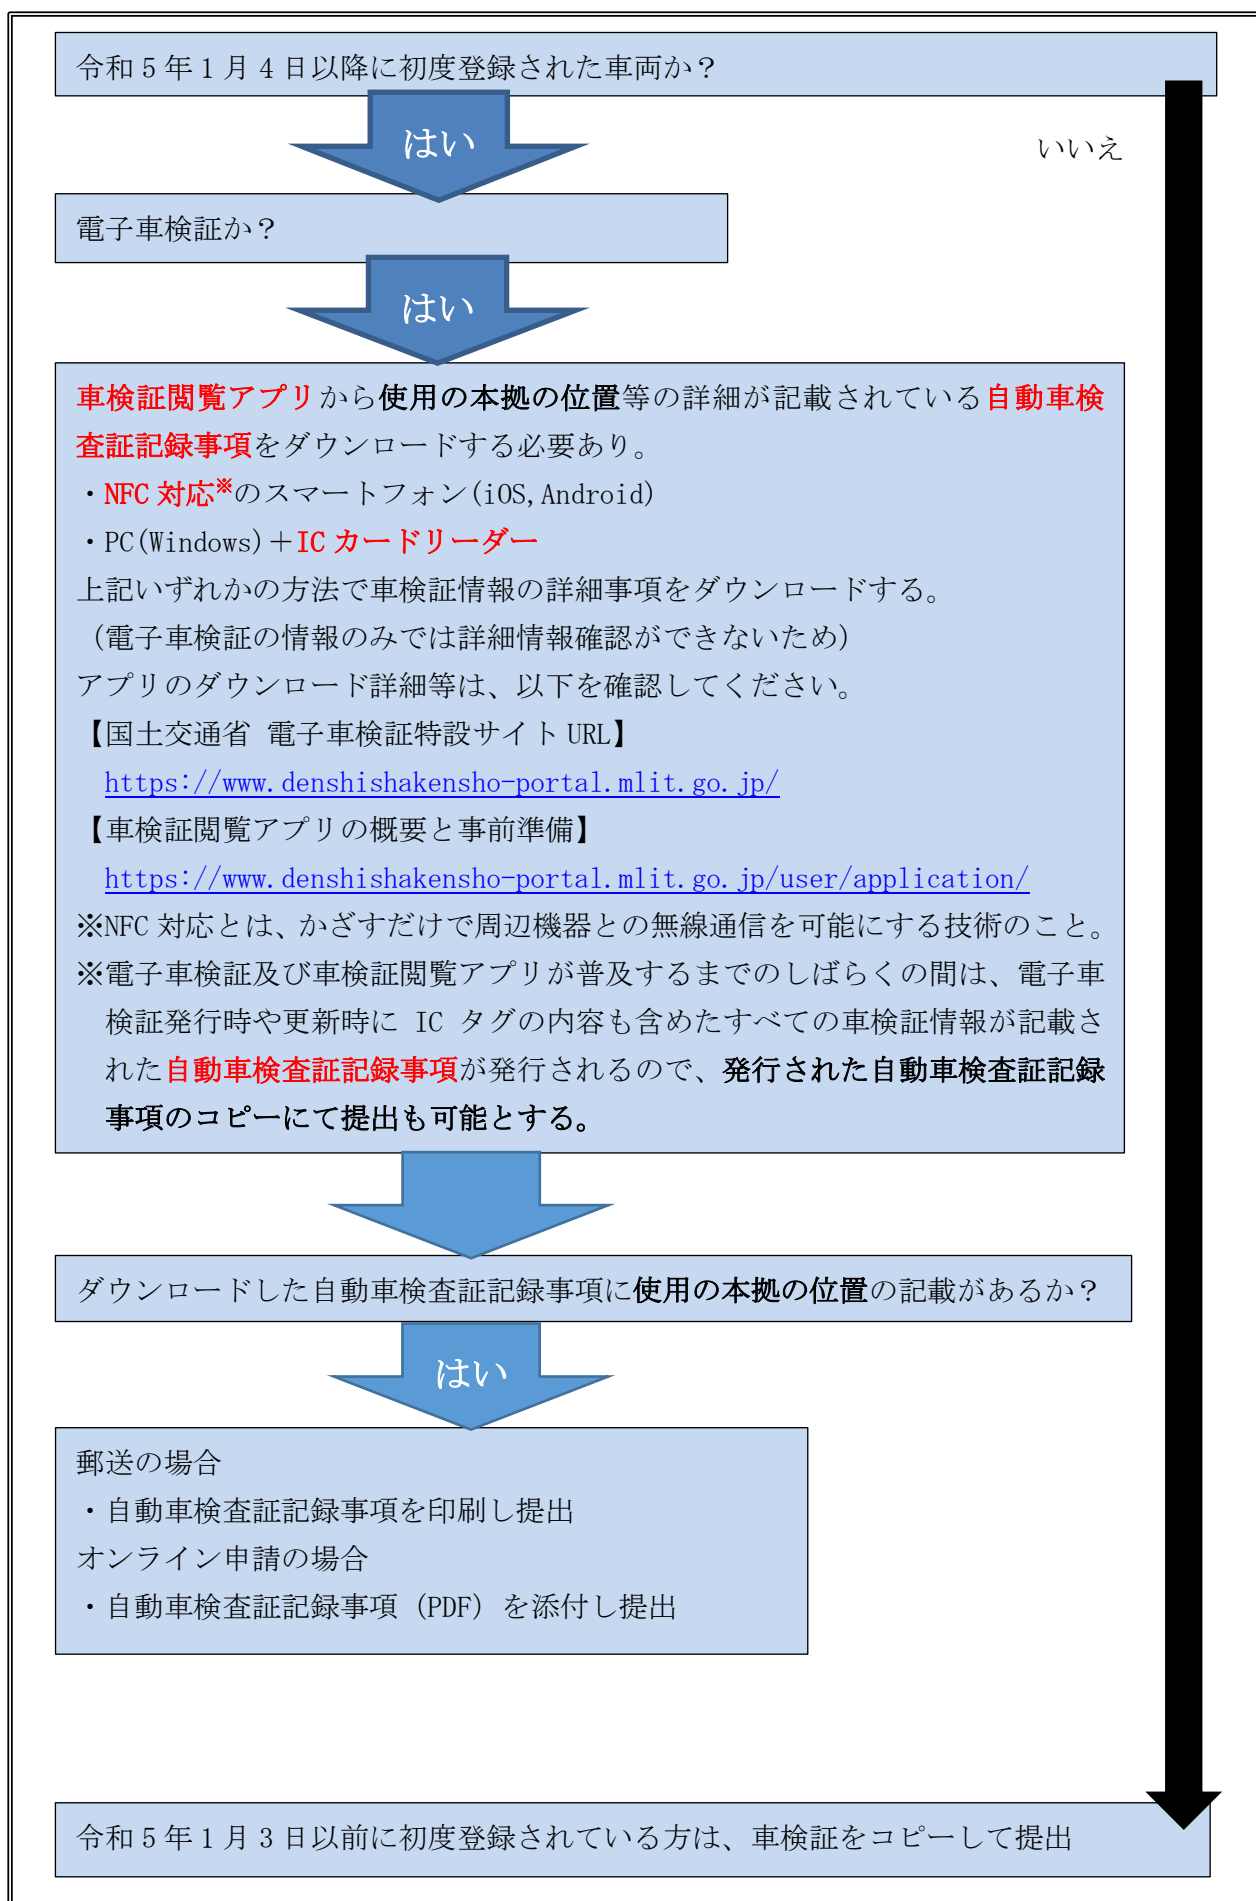 令和5年1月4日以降に初度登録された車両か？
はい
いいえ
電子車検証か？
はい
車検証閲覧アプリから使用の本拠の位置等の詳細が記載されている自動車検
査証記録事項をダウンロードする必要あり。
・NFC 対応※のスマートフォン(iOS,Android)
・PC(Windows)＋IC カードリーダー
上記いずれかの方法で車検証情報の詳細事項をダウンロードする。
（電子車検証の情報のみでは詳細情報確認ができないため）
アプリのダウンロード詳細等は、以下を確認してください。
【国土交通省 電子車検証特設サイト URL】
https://www.denshishakensho-portal.mlit.go.jp/
【車検証閲覧アプリの概要と事前準備】
https://www.denshishakensho-portal.mlit.go.jp/user/application/
※NFC 対応とは、かざすだけで周辺機器との無線通信を可能にする技術のこと。
※電子車検証及び車検証閲覧アプリが普及するまでのしばらくの間は、電子車
検証発行時や更新時に IC タグの内容も含めたすべての車検証情報が記載さ
れた自動車検査証記録事項が発行されるので、発行された自動車検査証記録
事項のコピーにて提出も可能とする。
ダウンロードした自動車検査証記録事項に使用の本拠の位置の記載があるか？
はい
郵送の場合
・自動車検査証記録事項を印刷し提出
オンライン申請の場合
・自動車検査証記録事項（PDF）を添付し提出
令和5年1月3日以前に初度登録されている方は、車検証をコピーして提出